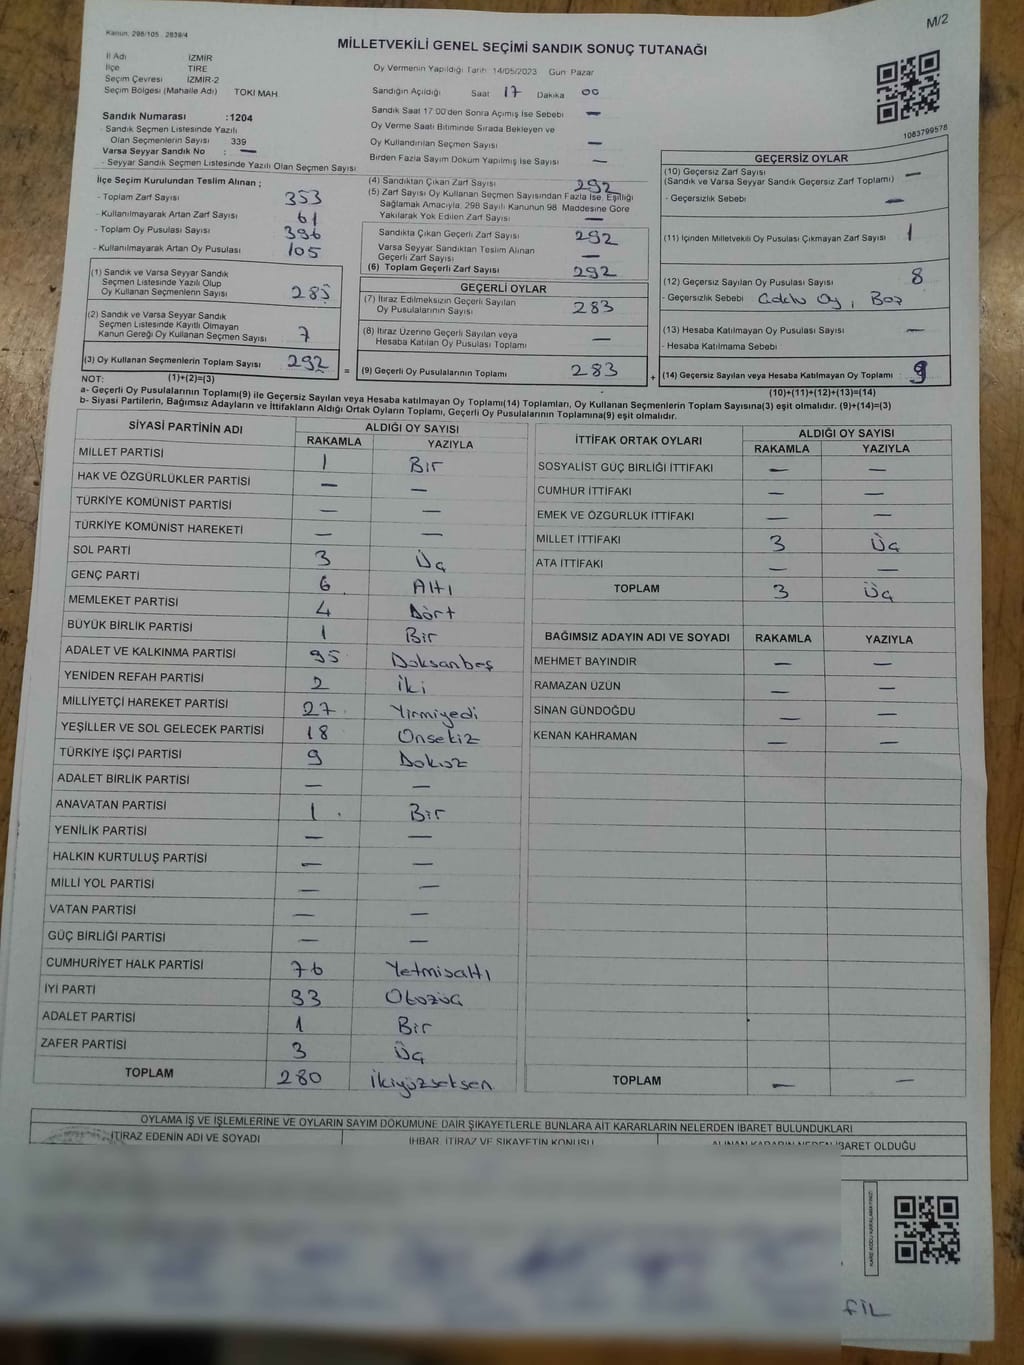 M/2
Kanun, 298/105 , 2839/4
MİLLETVEKİLİ GENEL SEÇİMİ SANDIK SONUÇ TUTANAĞI
İl Adı İZMİR
İlçe TİRE
Seçim Çevresi İZMİR-2
Seçim Bölgesi (Mahalle Adı) TOKI MAH.
Sandık Numarası :1204
- Sandık Seçmen Listesinde Yazılı
Olan Seçmenlerin Sayısı 339
Varsa Seyyar Sandık No : —
- Seyyar Sandık Seçmen Listesinde Yazılı Olan Seçmen Sayısı:
Oy Vermenin Yapıldığı Tarih: 14/05/2023 Gün Pazar
Sandığın Açıldığı Saat 17 Dakika 00
Sandık Saat 17:00'den Sonra Açımış İse Sebebi —
Oy Verme Saati Bitiminde Sırada Bekleyen ve
Oy Kullandırılan Seçmen Sayısı —
Birden Fazla Sayım Döküm Yapılmış İse Sayısı —
1083799578
İlçe Seçim Kurulundan Teslim Alınan ;
- Toplam Zarf Sayısı 353
- Kullanılmayarak Artan Zarf Sayısı 61
- Toplam Oy Pusulası Sayısı 396
- Kullanılmayarak Artan Oy Pusulası 105
(1) Sandık ve Varsa Seyyar Sandık
Seçmen Listesinde Yazılı Olup
Oy Kullanan Seçmenlerin Sayısı 285
(2) Sandık ve Varsa Seyyar Sandık
Seçmen Listesinde Kayıtlı Olmayan
Kanun Gereği Oy Kullanan Seçmen Sayısı 7
(3) Oy Kullanan Seçmenlerin Toplam Sayısı 292
(1)+(2)=(3)
(4) Sandıktan Çıkan Zarf Sayısı 292
(5) Zarf Sayısı Oy Kullanan Seçmen Sayısından Fazla İse, Eşitliği
Sağlamak Amacıyla, 298 Sayılı Kanunun 98 Maddesine Göre
Yakılarak Yok Edilen Zarf Sayısı —
Sandıkta Çıkan Geçerli Zarf Sayısı 292
Varsa Seyyar Sandıktan Teslim Alınan
Geçerli Zarf Sayısı —
(6) Toplam Geçerli Zarf Sayısı 292
GEÇERLİ OYLAR
(7) İtiraz Edilmeksizin Geçerli Sayılan
Oy Pusulalarının Sayısı 283
(8) İtiraz Üzerine Geçerli Sayılan veya
Hesaba Katılan Oy Pusulası Toplamı —
= (9) Geçerli Oy Pusulalarının Toplamı 283
GEÇERSİZ OYLAR
(10) Geçersiz Zarf Sayısı
(Sandık ve Varsa Seyyar Sandık Geçersiz Zarf Toplamı) —
- Geçersizlik Sebebi —
(11) İçinden Milletvekili Oy Pusulası Çıkmayan Zarf Sayısı 1
(12) Geçersiz Sayılan Oy Pusulası Sayısı 8
- Geçersizlik Sebebi Çoklu Oy, Boş
(13) Hesaba Katılmayan Oy Pusulası Sayısı —
- Hesaba Katılmama Sebebi
+ (14) Geçersiz Sayılan veya Hesaba Katılmayan Oy Toplamı : 9
(10)+(11)+(12)+(13)=(14)
NOT:
a- Geçerli Oy Pusulalarının Toplamı(9) ile Geçersiz Sayılan veya Hesaba katılmayan Oy Toplamı(14) Toplamları, Oy Kullanan Seçmenlerin Toplam Sayısına(3) eşit olmalıdır. (9)+(14)=(3)
b- Siyasi Partilerin, Bağımsız Adayların ve İttifakların Aldığı Ortak Oyların Toplamı, Geçerli Oy Pusulalarının Toplamına(9) eşit olmalıdır.
SİYASİ PARTİNİN ADI ALDIĞI OY SAYISI
RAKAMLA YAZIYLA
MİLLET PARTİSİ 1 Bir
HAK VE ÖZGÜRLÜKLER PARTİSİ — —
TÜRKİYE KOMÜNİST PARTİSİ — —
TÜRKİYE KOMÜNİST HAREKETİ — —
SOL PARTİ 3 Üç
GENÇ PARTİ 6 Altı
MEMLEKET PARTİSİ 4 Dört
BÜYÜK BİRLİK PARTİSİ 1 Bir
ADALET VE KALKINMA PARTİSİ 95 Doksanbeş
YENİDEN REFAH PARTİSİ 2 İki
MİLLİYETÇİ HAREKET PARTİSİ 27 Yirmiyedi
YEŞİLLER VE SOL GELECEK PARTİSİ 18 Onsekiz
TÜRKİYE İŞÇİ PARTİSİ 9 Dokuz
ADALET BİRLİK PARTİSİ — —
ANAVATAN PARTİSİ 1 Bir
YENİLİK PARTİSİ — —
HALKIN KURTULUŞ PARTİSİ — —
MİLLİ YOL PARTİSİ — —
VATAN PARTİSİ — —
GÜÇ BİRLİĞİ PARTİSİ — —
CUMHURİYET HALK PARTİSİ 76 Yetmişaltı
İYİ PARTİ 33 Otozüç
ADALET PARTİSİ 1 Bir
ZAFER PARTİSİ 3 Üç
TOPLAM 280 İkiyüzseksen
İTTİFAK ORTAK OYLARI ALDIĞI OY SAYISI
RAKAMLA YAZIYLA
SOSYALİST GÜÇ BİRLİĞİ İTTİFAKI — —
CUMHUR İTTİFAKI — —
EMEK VE ÖZGÜRLÜK İTTİFAKI — —
MİLLET İTTİFAKI 3 Üç
ATA İTTİFAKI — —
TOPLAM 3 Üç
BAĞIMSIZ ADAYIN ADI VE SOYADI RAKAMLA YAZIYLA
MEHMET BAYINDIR — —
RAMAZAN ÜZÜN — —
SİNAN GÜNDOĞDU — —
KENAN KAHRAMAN — —
TOPLAM — —
OYLAMA İŞ VE İŞLEMLERİNE VE OYLARIN SAYIM DÖKÜMÜNE DAİR ŞİKAYETLERLE BUNLARA AİT KARARLARIN NELERDEN İBARET BULUNDUKLARI
İTİRAZ EDENİN ADI VE SOYADI İHBAR, İTİRAZ VE ŞİKAYETİN KONUSU ALINAN KARARIN NEDEN İBARET OLDUĞU